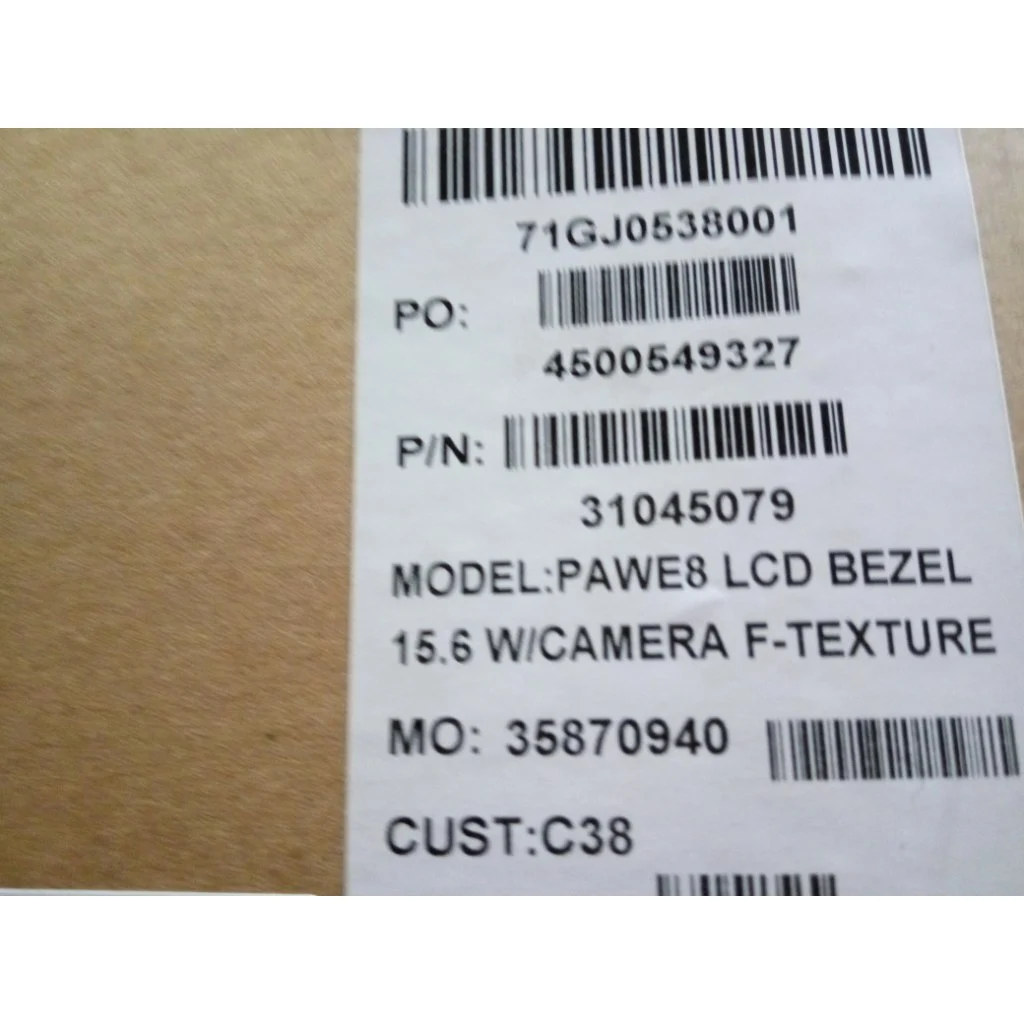 71GJ0538001
PO:
4500549327
P/N:
31045079
MODEL:PAWE8 LCD BEZEL
15.6 W/CAMERA F-TEXTURE
MO: 35870940
CUST:C38